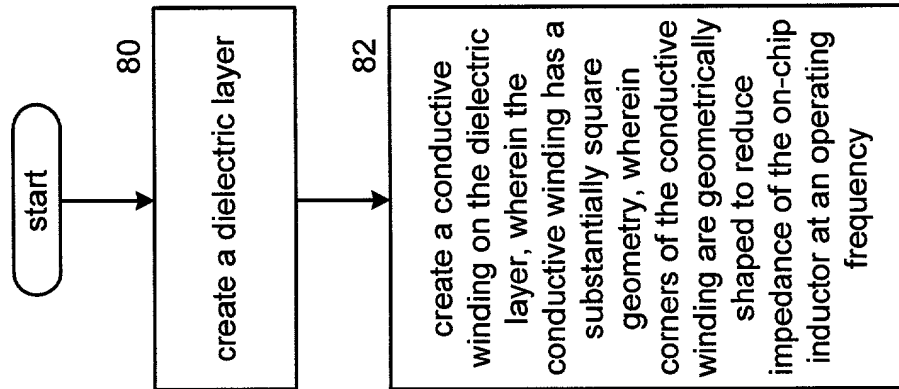 start
80
create a dielectric layer
82
create a conductive
winding on the dielectric
layer, wherein the
conductive winding has a
substantially square
geometry, wherein
corners of the conductive
winding are geometrically
shaped to reduce
impedance of the on-chip
inductor at an operating
frequency